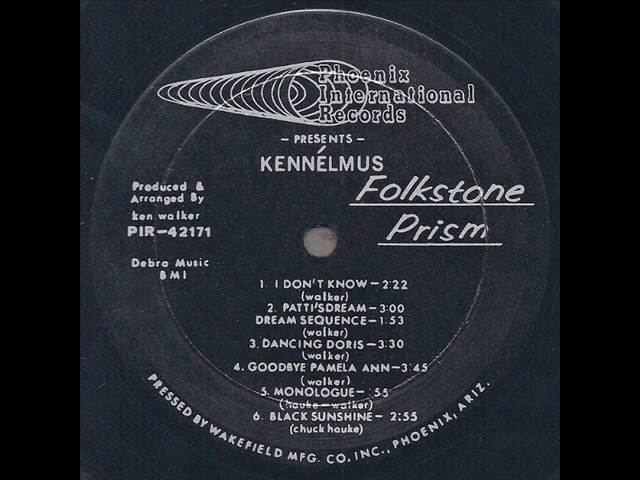 Phoenix
International
Records
— PRESENTS —
KENNÉLMUS
Folkstone
Prism
Produced &
Arranged By
ken walker
PIR-42171
Debra Music
BMI
1. I DON'T KNOW—2:22
(walker)
2. PATTI'S DREAM—3:00
DREAM SEQUENCE—1:53
(walker)
3. DANCING DORIS—3:30
(walker)
4. GOODBYE PAMELA ANN—3:45
(walker)
5. MONOLOGUE—:55
(hauke—walker)
6. BLACK SUNSHINE—2:55
(chuck hauke)
PRESSED BY WAKEFIELD MFG. CO. INC., PHOENIX, ARIZ.